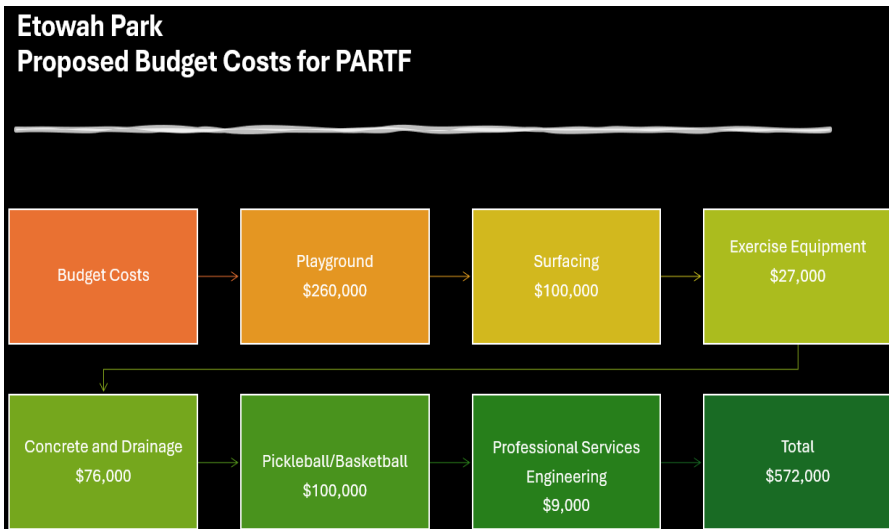 Etowah Park
Proposed Budget Costs for PARTF
Budget Costs
Playground
$260,000
Surfacing
$100,000
Exercise Equipment
$27,000
Concrete and Drainage
$76,000
Pickleball/Basketball
$100,000
Professional Services
Engineering
$9,000
Total
$572,000